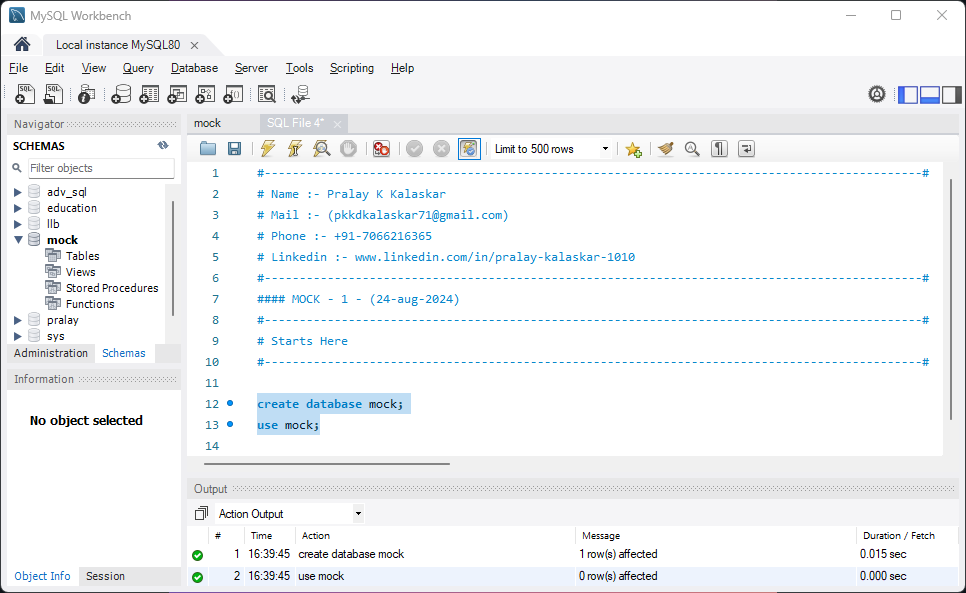 MySQL Workbench
Local instance MySQL80
File Edit View Query Database Server Tools Scripting Help
Navigator
SCHEMAS
Filter objects
adv_sql
education
llb
mock
Tables
Views
Stored Procedures
Functions
pralay
sys
Administration Schemas
Information
No object selected
Object Info Session
mock SQL File 4*
Limit to 500 rows
1 #-----------------------------------------------------------------------------------------------#
2 # Name :- Pralay K Kalaskar
3 # Mail :- (pkkdkalaskar71@gmail.com)
4 # Phone :- +91-7066216365
5 # Linkedin :- www.linkedin.com/in/pralay-kalaskar-1010
6 #-----------------------------------------------------------------------------------------------#
7 #### MOCK - 1 - (24-aug-2024)
8 #-----------------------------------------------------------------------------------------------#
9 # Starts Here
10 #-----------------------------------------------------------------------------------------------#
11
12 create database mock;
13 use mock;
14
Output
Action Output
# Time Action Message Duration / Fetch
1 16:39:45 create database mock 1 row(s) affected 0.015 sec
2 16:39:45 use mock 0 row(s) affected 0.000 sec